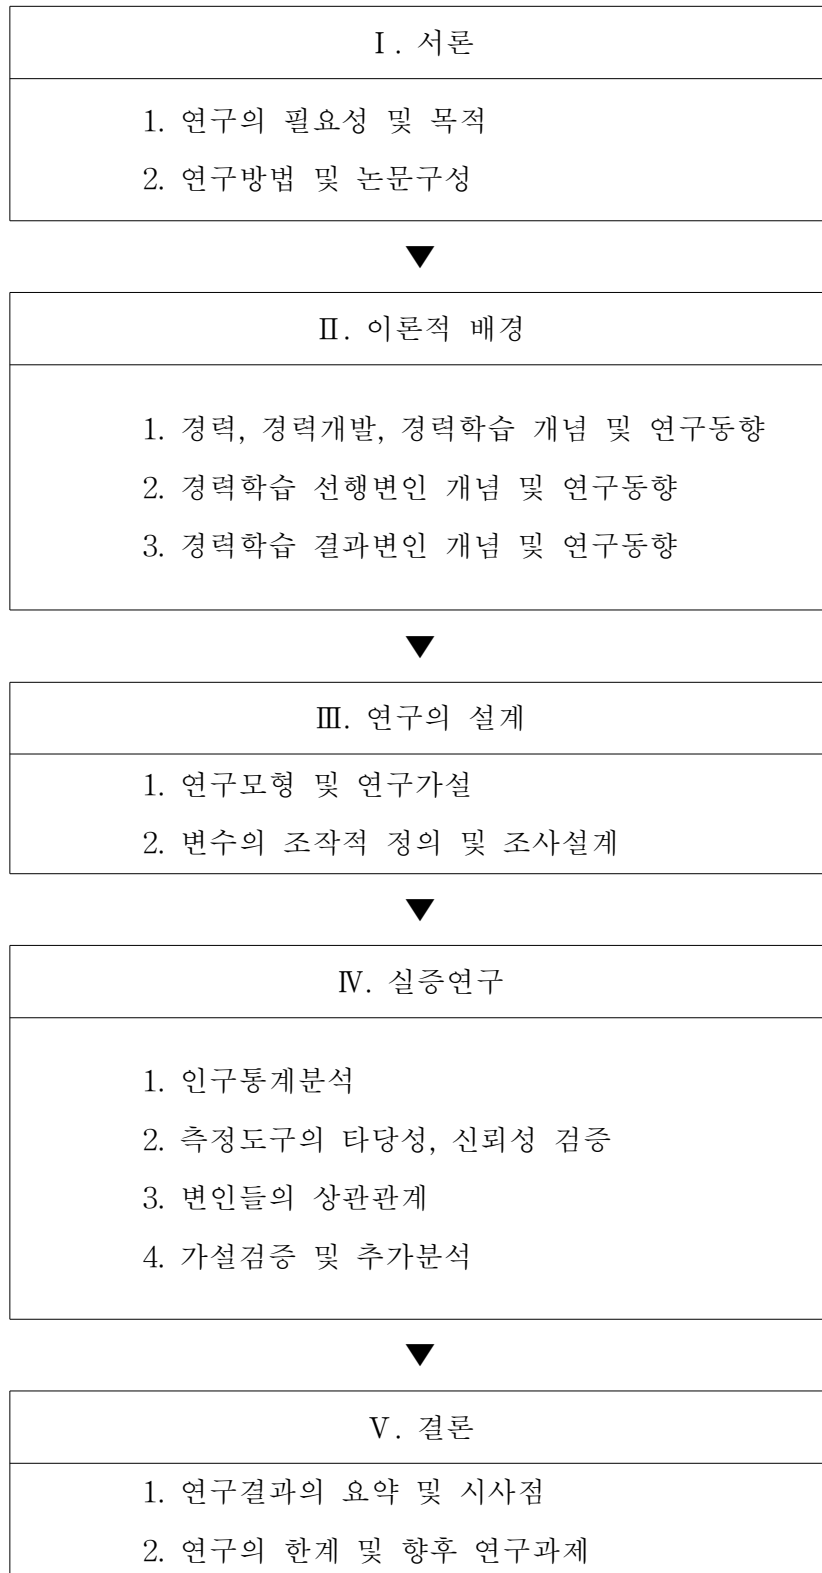 Ⅰ. 서론
1. 연구의 필요성 및 목적
2. 연구방법 및 논문구성
▼
Ⅱ. 이론적 배경
1. 경력, 경력개발, 경력학습 개념 및 연구동향
2. 경력학습 선행변인 개념 및 연구동향
3. 경력학습 결과변인 개념 및 연구동향
▼
Ⅲ. 연구의 설계
1. 연구모형 및 연구가설
2. 변수의 조작적 정의 및 조사설계
▼
Ⅳ. 실증연구
1. 인구통계분석
2. 측정도구의 타당성, 신뢰성 검증
3. 변인들의 상관관계
4. 가설검증 및 추가분석
▼
Ⅴ. 결론
1. 연구결과의 요약 및 시사점
2. 연구의 한계 및 향후 연구과제